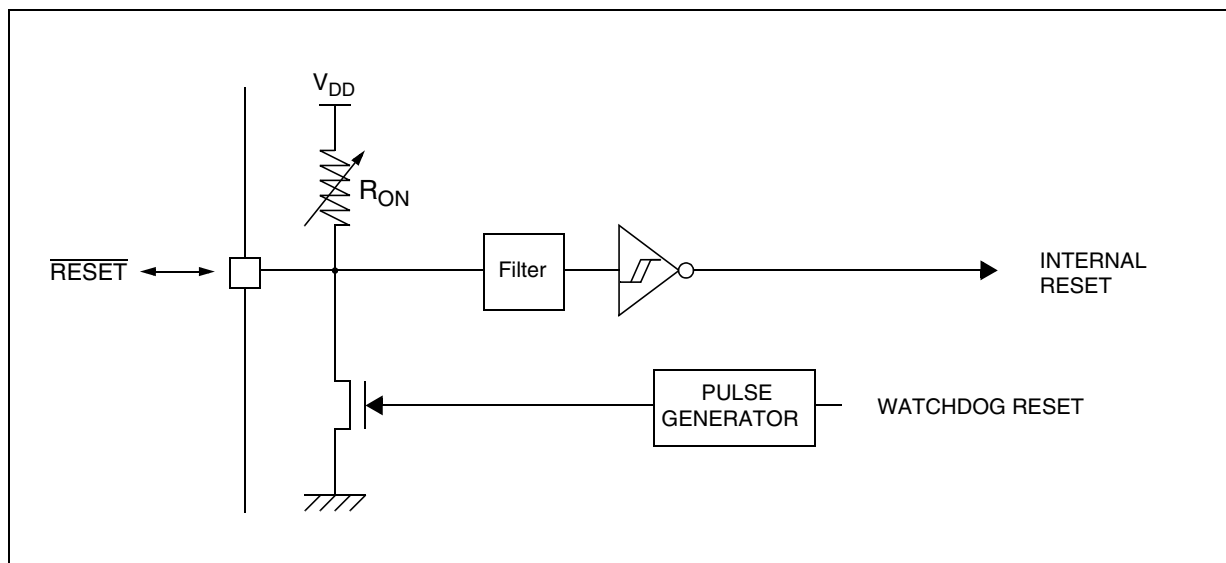 VDD
RON
RESET
Filter
INTERNAL
RESET
PULSE
GENERATOR
WATCHDOG RESET